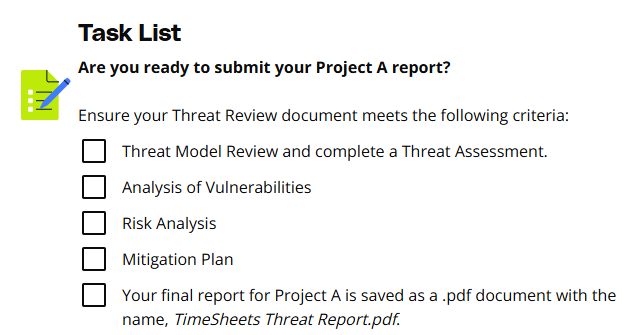 Task List
Are you ready to submit your Project A report?
Ensure your Threat Review document meets the following criteria:
Threat Model Review and complete a Threat Assessment.
Analysis of Vulnerabilities
Risk Analysis
Mitigation Plan
Your final report for Project A is saved as a .pdf document with the
name, TimeSheets Threat Report.pdf.